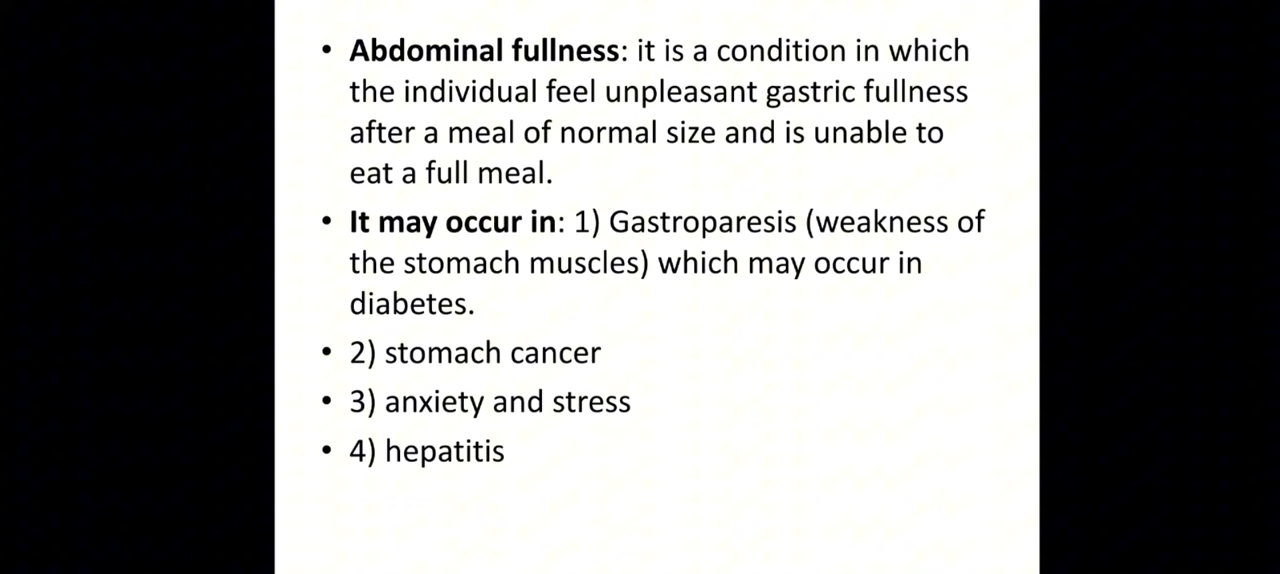 • Abdominal fullness: it is a condition in which
the individual feel unpleasant gastric fullness
after a meal of normal size and is unable to
eat a full meal.
• It may occur in: 1) Gastroparesis (weakness of
the stomach muscles) which may occur in
diabetes.
• 2) stomach cancer
• 3) anxiety and stress
• 4) hepatitis